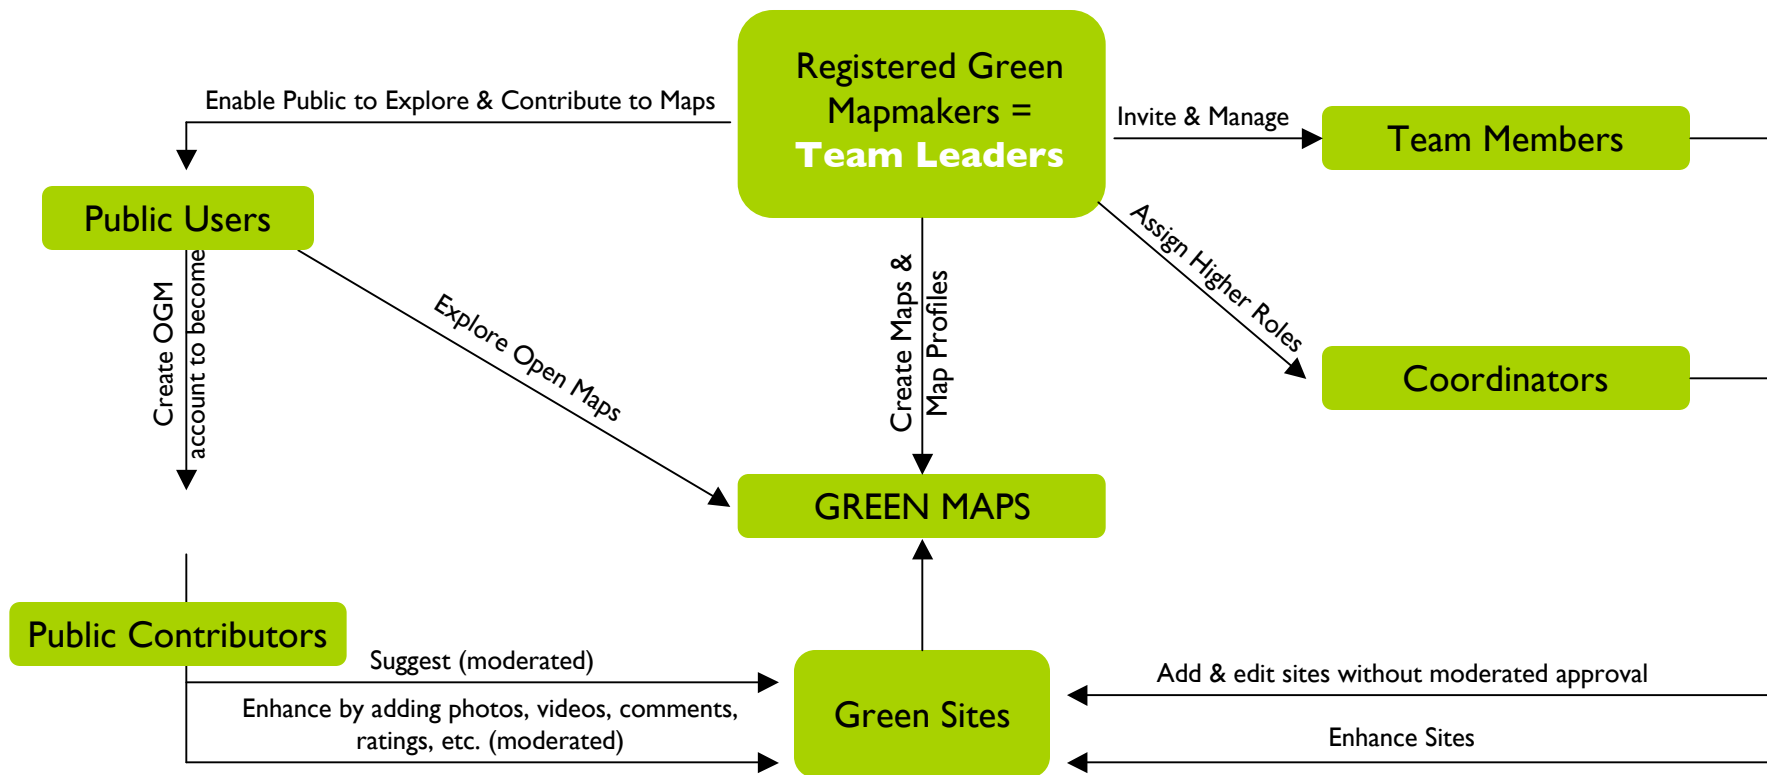 Registered Green
Mapmakers =
Team Leaders
Enable Public to Explore & Contribute to Maps
Invite & Manage
Team Members
Public Users
Assign Higher Roles
Create OGM
account to become
Explore Open Maps
Create Maps &
Map Profiles
Coordinators
GREEN MAPS
Public Contributors
Suggest (moderated)
Enhance by adding photos, videos, comments,
ratings, etc. (moderated)
Green Sites
Add & edit sites without moderated approval
Enhance Sites